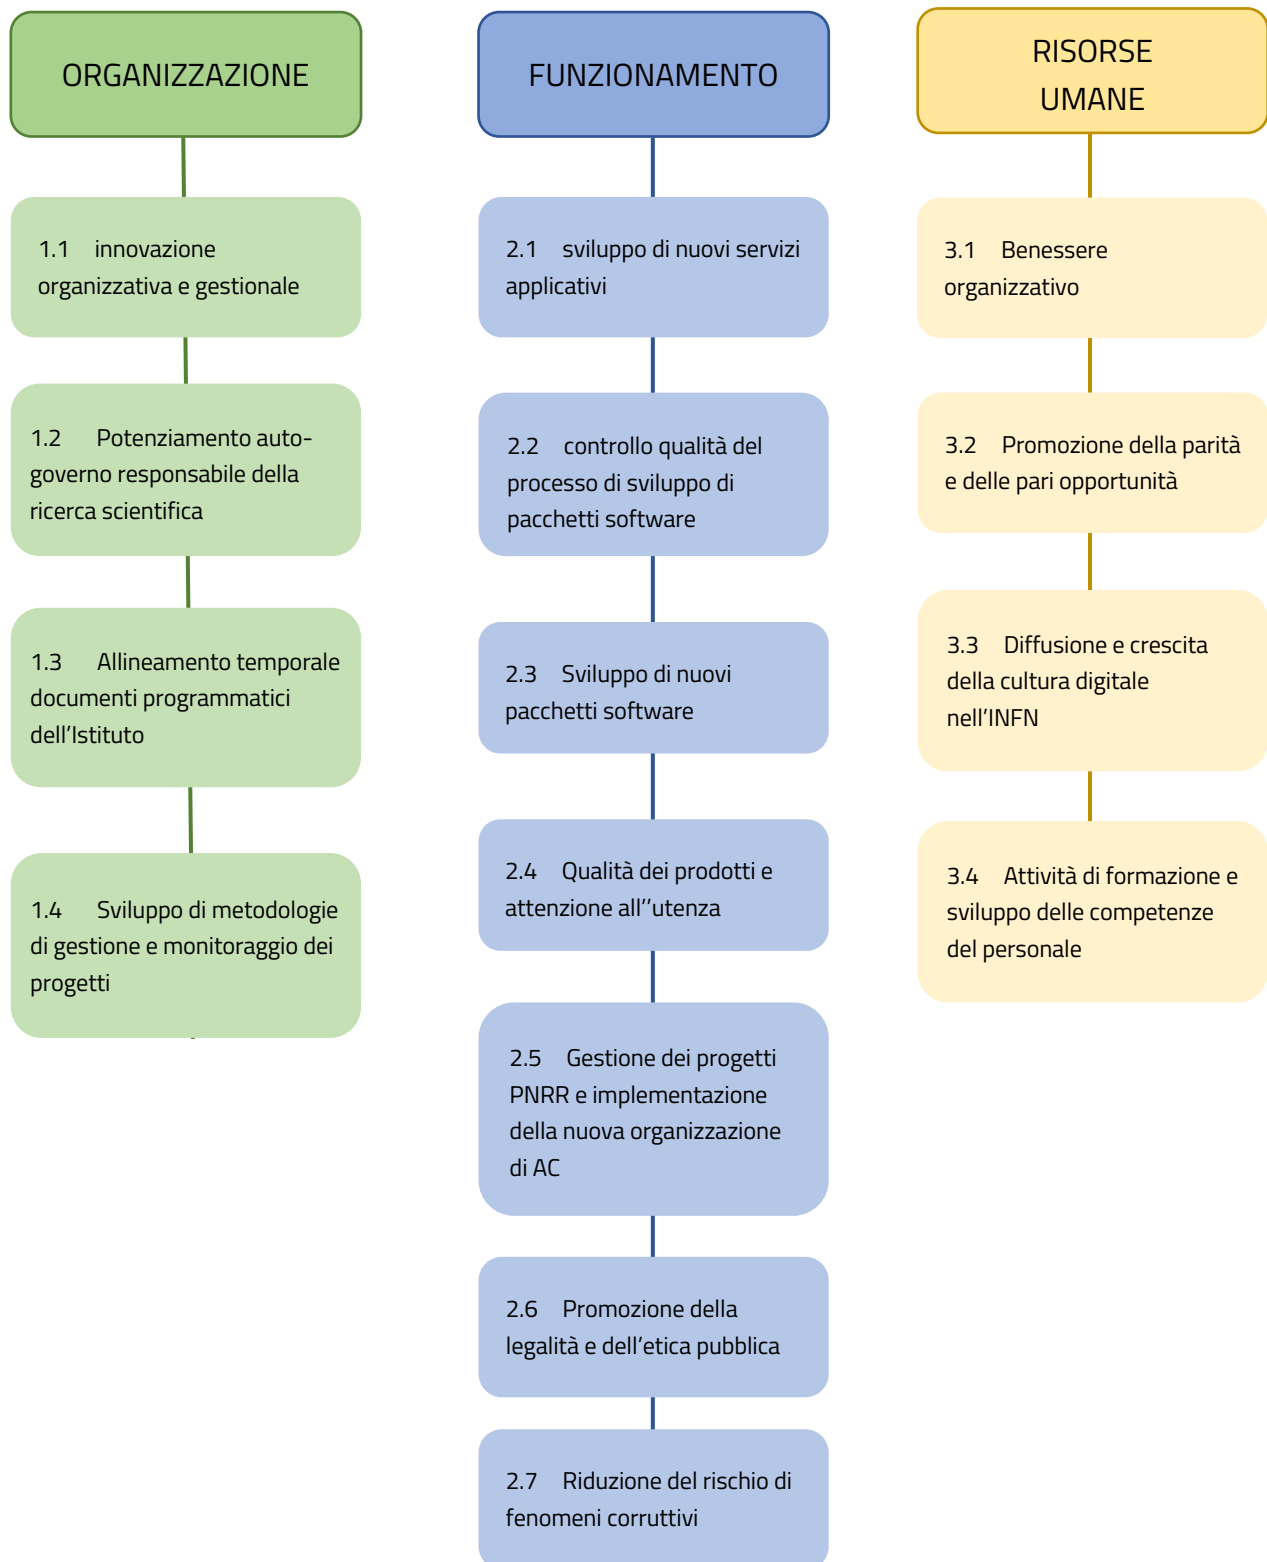 ORGANIZZAZIONE
1.1 innovazione
organizzativa e gestionale
1.2 Potenziamento auto-
governo responsabile della
ricerca scientifica
1.3 Allineamento temporale
documenti programmatici
dell’Istituto
1.4 Sviluppo di metodologie
di gestione e monitoraggio dei
progetti
FUNZIONAMENTO
2.1 sviluppo di nuovi servizi
applicativi
2.2 controllo qualità del
processo di sviluppo di
pacchetti software
2.3 Sviluppo di nuovi
pacchetti software
2.4 Qualità dei prodotti e
attenzione all’’utenza
2.5 Gestione dei progetti
PNRR e implementazione
della nuova organizzazione
di AC
2.6 Promozione della
legalità e dell’etica pubblica
2.7 Riduzione del rischio di
fenomeni corruttivi
RISORSE
UMANE
3.1 Benessere
organizzativo
3.2 Promozione della parità
e delle pari opportunità
3.3 Diffusione e crescita
della cultura digitale
nell’INFN
3.4 Attività di formazione e
sviluppo delle competenze
del personale